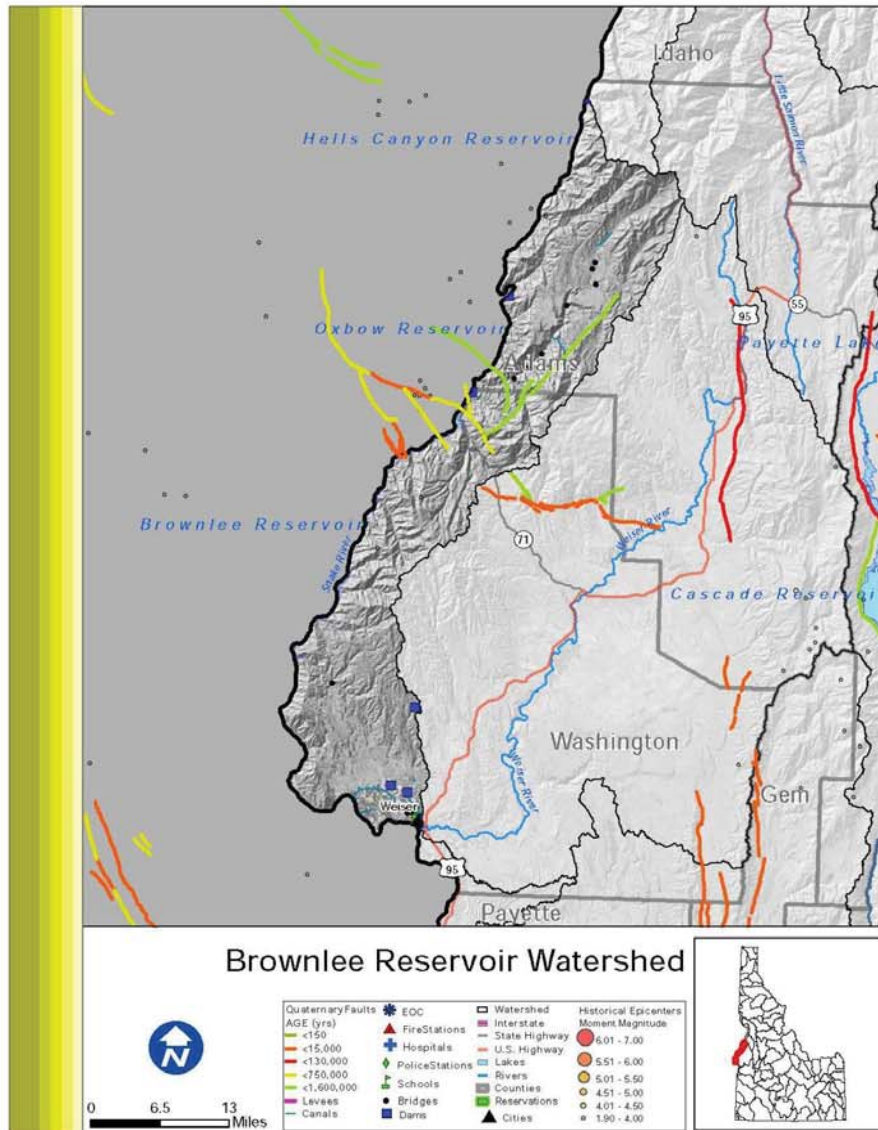 Idaho
Little Salmon River
Hells Canyon Reservoir
55
95
Oxbow Reservoir
Payette Lake
Adams
Brownlee Reservoir
Snake River
71
Weiser River
Cascade Reservoir
Washington
Weiser River
Gem
Weiser
95
Payette
Brownlee Reservoir Watershed
N
0 6.5 13
Miles
Quaternary Faults
AGE (yrs)
<150
<15,000
<130,000
<750,000
<1,600,000
Levees
Canals
EOC
FireStations
Hospitals
PoliceStations
Schools
Bridges
Dams
Watershed
Interstate
State Highway
U.S. Highway
Lakes
Rivers
Counties
Reservations
Cities
Historical Epicenters
Moment Magnitude
6.01 - 7.00
5.51 - 6.00
5.01 - 5.50
4.51 - 5.00
4.01 - 4.50
1.90 - 4.00